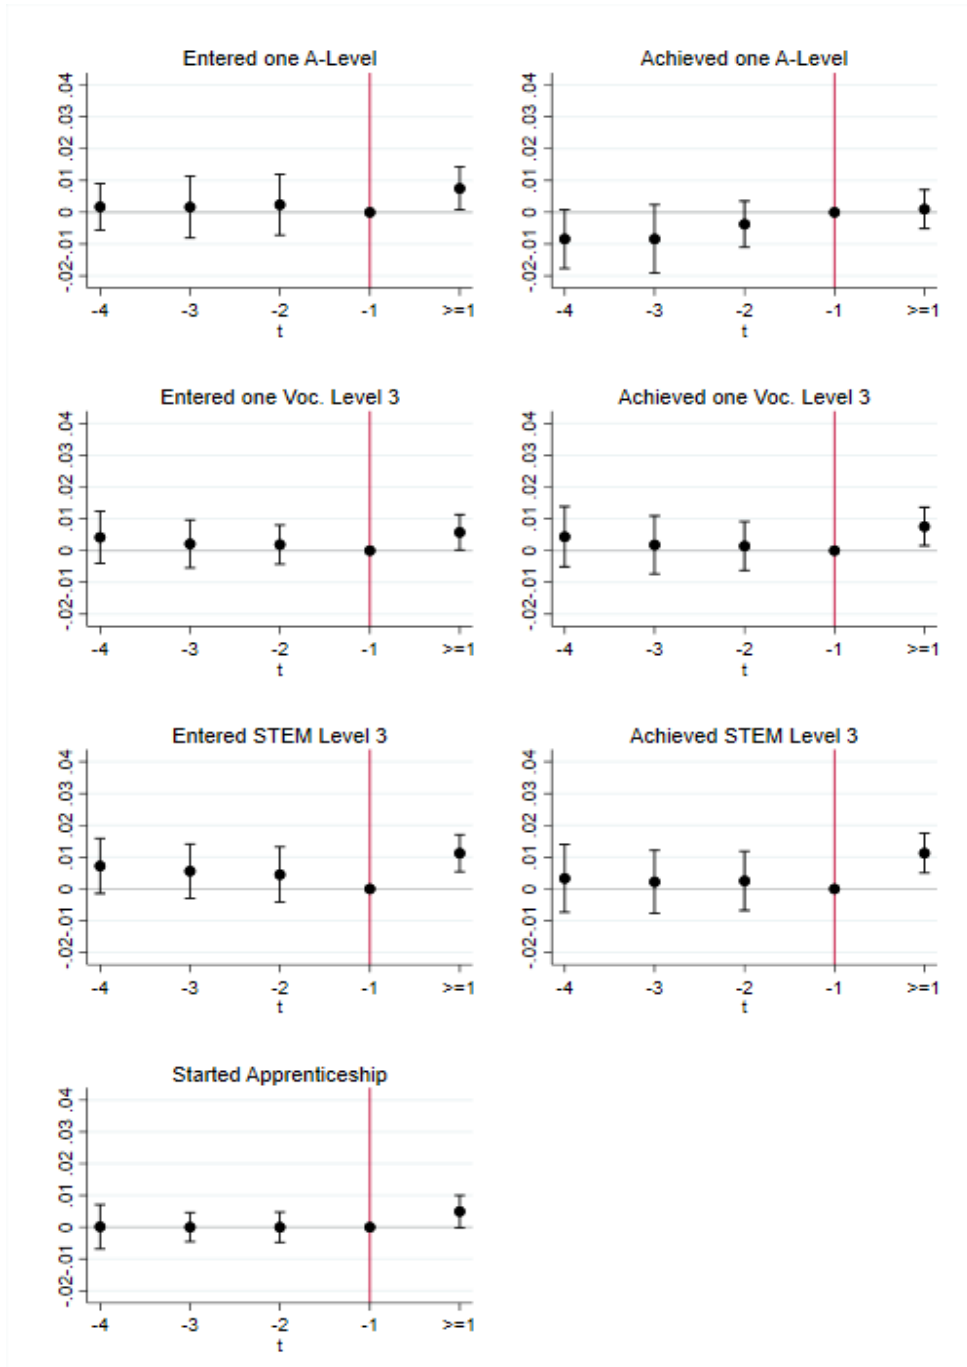 Entered one A-Level
.04
.03
.02
.01
0
-.01
-.02
-4 -3 -2 -1 >=1
t
Achieved one A-Level
.04
.03
.02
.01
0
-.01
-.02
-4 -3 -2 -1 >=1
t
Entered one Voc. Level 3
.04
.03
.02
.01
0
-.01
-.02
-4 -3 -2 -1 >=1
t
Achieved one Voc. Level 3
.04
.03
.02
.01
0
-.01
-.02
-4 -3 -2 -1 >=1
t
Entered STEM Level 3
.04
.03
.02
.01
0
-.01
-.02
-4 -3 -2 -1 >=1
t
Achieved STEM Level 3
.04
.03
.02
.01
0
-.01
-.02
-4 -3 -2 -1 >=1
t
Started Apprenticeship
.04
.03
.02
.01
0
-.01
-.02
-4 -3 -2 -1 >=1
t